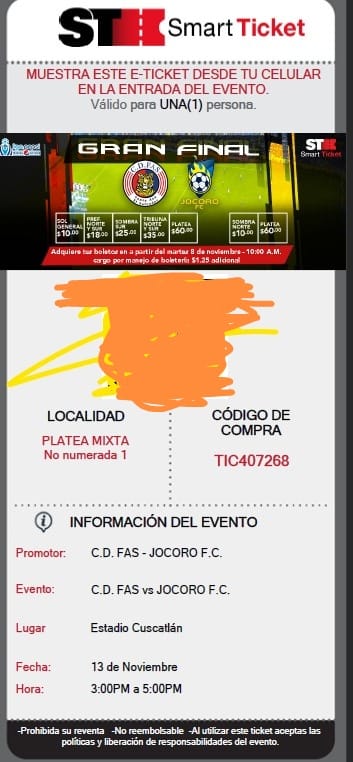 ST SmartTicket
MUESTRA ESTE E-TICKET DESDE TU CELULAR
EN LA ENTRADA DEL EVENTO.
Válido para UNA(1) persona.
GRAN FINAL
ST
Smart Ticket
C.D. FAS
JOCORO
FC
SOL
GENERAL
$10.00
PREF.
NORTE
Y SUR
$18.00
SOMBRA
SUR
$25.00
TRIBUNA
NORTE
Y SUR
$35.00
PLATEA
$60.00
SOMBRA
NORTE
$10.00
PLATEA
$60.00
Adquiere tus boletos en a partir del martes 8 de noviembre - 10:00 A.M.
cargo por manejo de boletería $1.25 adicional
LOCALIDAD
PLATEA MIXTA
No numerada 1
CÓDIGO DE
COMPRA
TIC407268
INFORMACIÓN DEL EVENTO
Promotor: C.D. FAS - JOCORO F.C.
Evento: C.D. FAS vs JOCORO F.C.
Lugar Estadio Cuscatlán
Fecha: 13 de Noviembre
Hora: 3:00PM a 5:00PM
-Prohibida su reventa -No reembolsable -Al utilizar este ticket aceptas las
políticas y liberación de responsabilidades del evento.